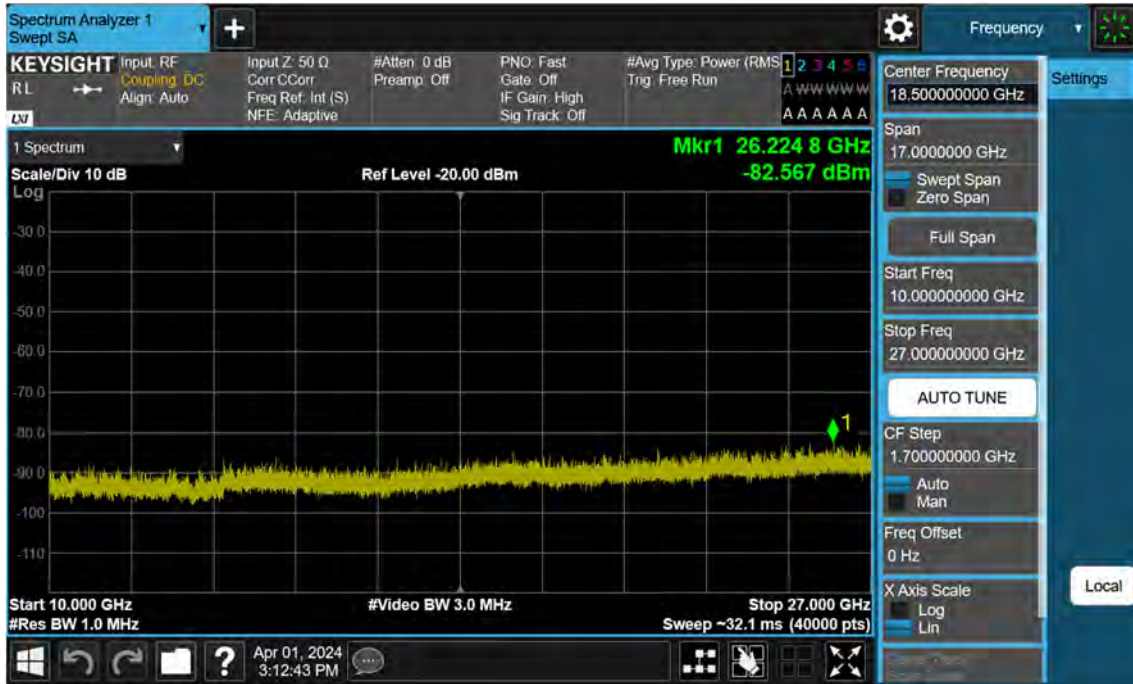 Spectrum Analyzer 1
Swept SA
Frequency
KEYSIGHT
RL
LXI
Input: RF
Coupling: DC
Align: Auto
Input Z: 50 Ω
Corr CCorr
Freq Ref: Int (S)
NFE: Adaptive
#Atten: 0 dB
Preamp: Off
PNO: Fast
Gate: Off
IF Gain: High
Sig Track: Off
#Avg Type: Power (RMS
Trig: Free Run
1 2 3 4 5 6
A W W W W W
A A A A A A
1 Spectrum
Scale/Div 10 dB
Ref Level -20.00 dBm
Mkr1 26.224 8 GHz
-82.567 dBm
Log
-30.0
-40.0
-50.0
-60.0
-70.0
-80.0
-90.0
-100
-110
1
Start 10.000 GHz
#Res BW 1.0 MHz
#Video BW 3.0 MHz
Stop 27.000 GHz
Sweep ~32.1 ms (40000 pts)
Center Frequency
18.500000000 GHz
Settings
Span
17.0000000 GHz
Swept Span
Zero Span
Full Span
Start Freq
10.000000000 GHz
Stop Freq
27.000000000 GHz
AUTO TUNE
CF Step
1.700000000 GHz
Auto
Man
Freq Offset
0 Hz
X Axis Scale
Log
Lin
Local
?
Apr 01, 2024
3:12:43 PM